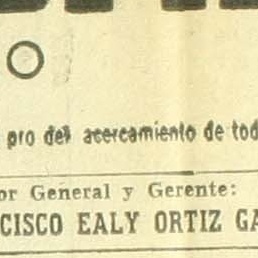 O
pro del acercamiento de tod
or General y Gerente:
CISCO EALY ORTIZ GA